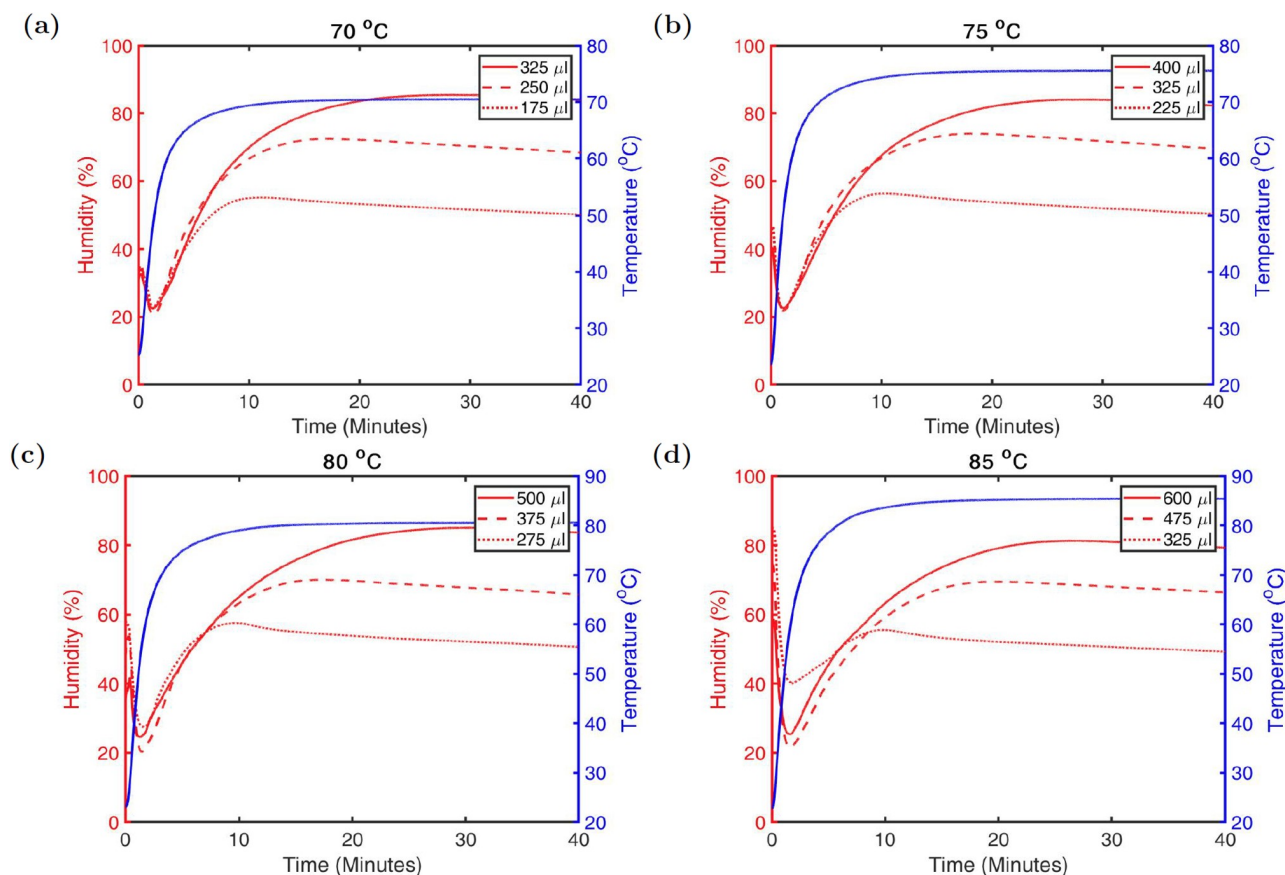 (a)
70 °C
100
80
60
40
20
0
Humidity (%)
325 μl
250 μl
175 μl
80
70
60
50
40
30
20
Temperature (°C)
0 10 20 30 40
Time (Minutes)
(b)
75 °C
100
80
60
40
20
0
Humidity (%)
400 μl
325 μl
225 μl
80
70
60
50
40
30
20
Temperature (°C)
0 10 20 30 40
Time (Minutes)
(c)
80 °C
100
80
60
40
20
0
Humidity (%)
500 μl
375 μl
275 μl
90
80
70
60
50
40
30
20
Temperature (°C)
0 10 20 30 40
Time (Minutes)
(d)
85 °C
100
80
60
40
20
0
Humidity (%)
600 μl
475 μl
325 μl
90
80
70
60
50
40
30
20
Temperature (°C)
0 10 20 30 40
Time (Minutes)